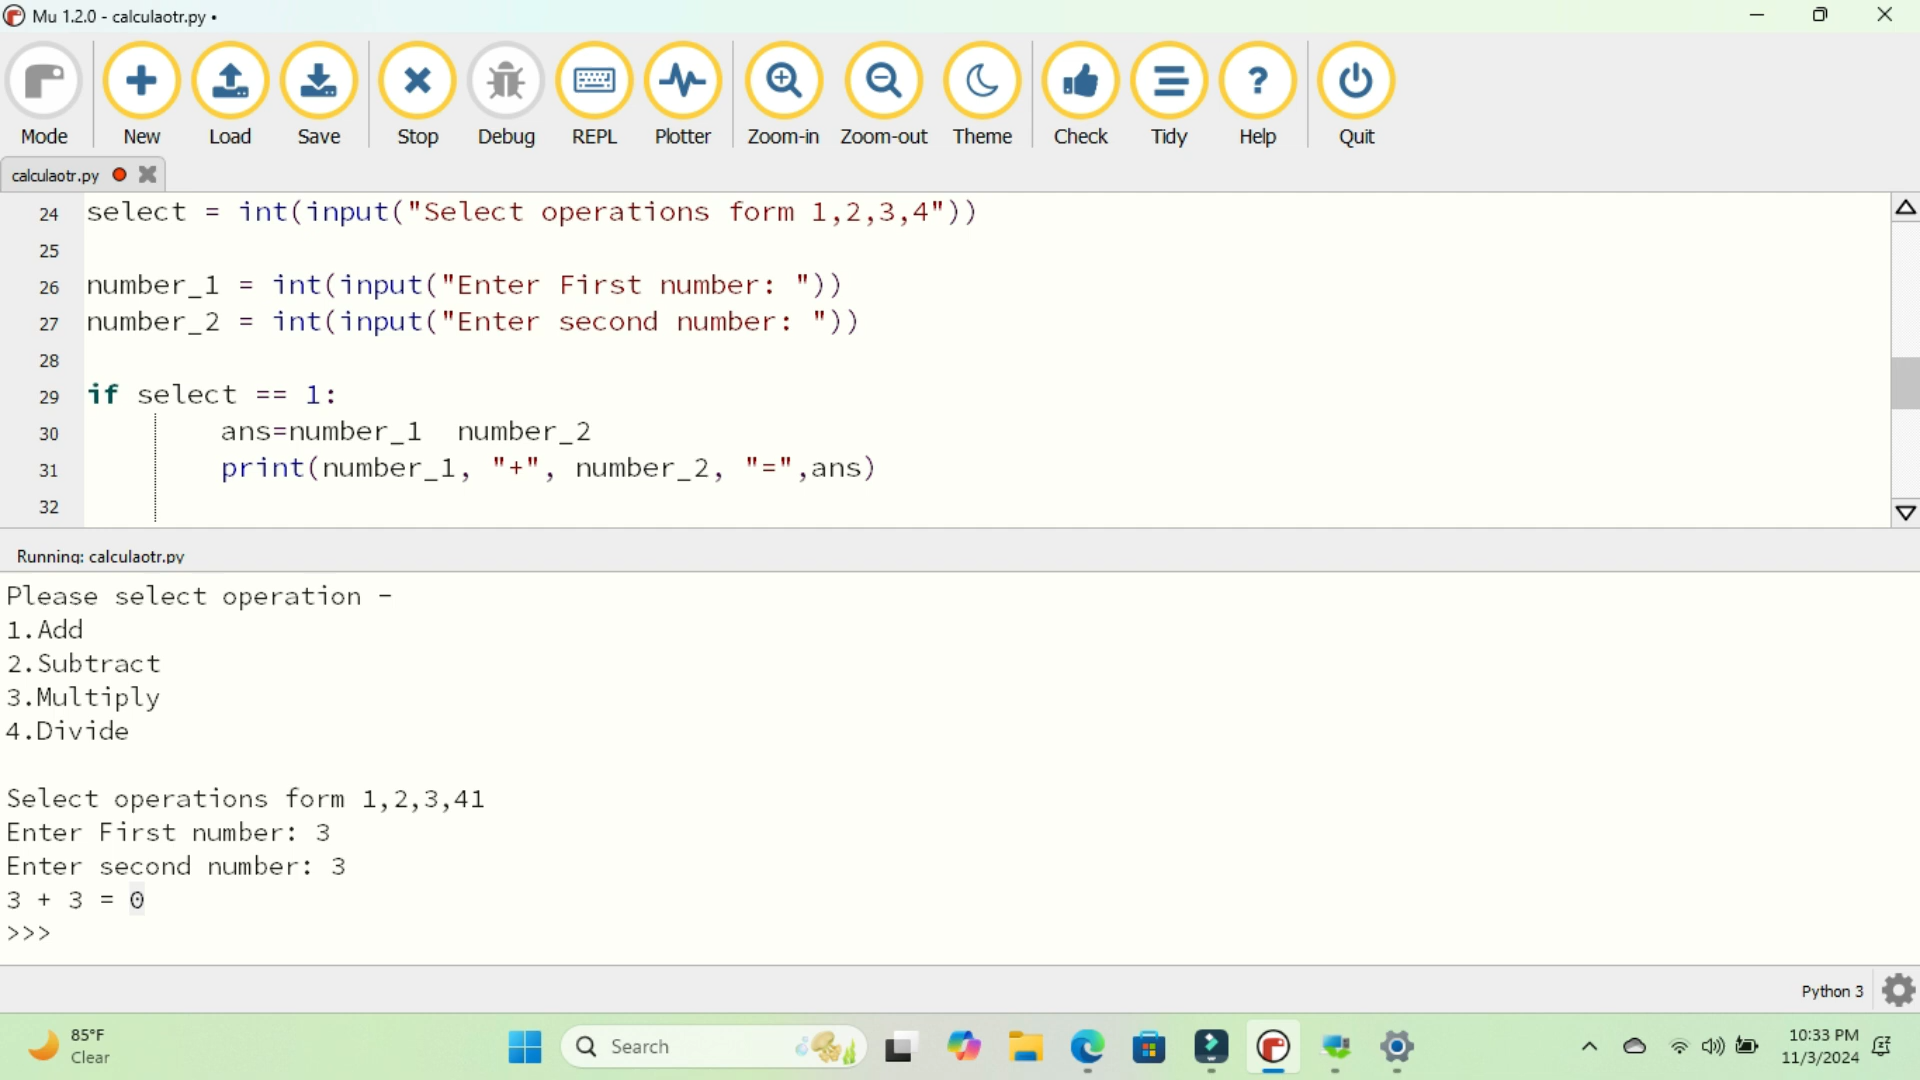 Mu 1.2.0 - calculaotr.py •
Mode New Load Save Stop Debug REPL Plotter Zoom-in Zoom-out Theme Check Tidy Help Quit
calculaotr.py
24 select = int(input("Select operations form 1,2,3,4"))
25
26 number_1 = int(input("Enter First number: "))
27 number_2 = int(input("Enter second number: "))
28
29 if select == 1:
30 ans=number_1  number_2
31 print(number_1, "+", number_2, "=",ans)
32
Running: calculaotr.py
Please select operation -
1.Add
2.Subtract
3.Multiply
4.Divide
Select operations form 1,2,3,41
Enter First number: 3
Enter second number: 3
3 + 3 = 0
>>>
Python 3
85°F
Clear
Search
10:33 PM
11/3/2024